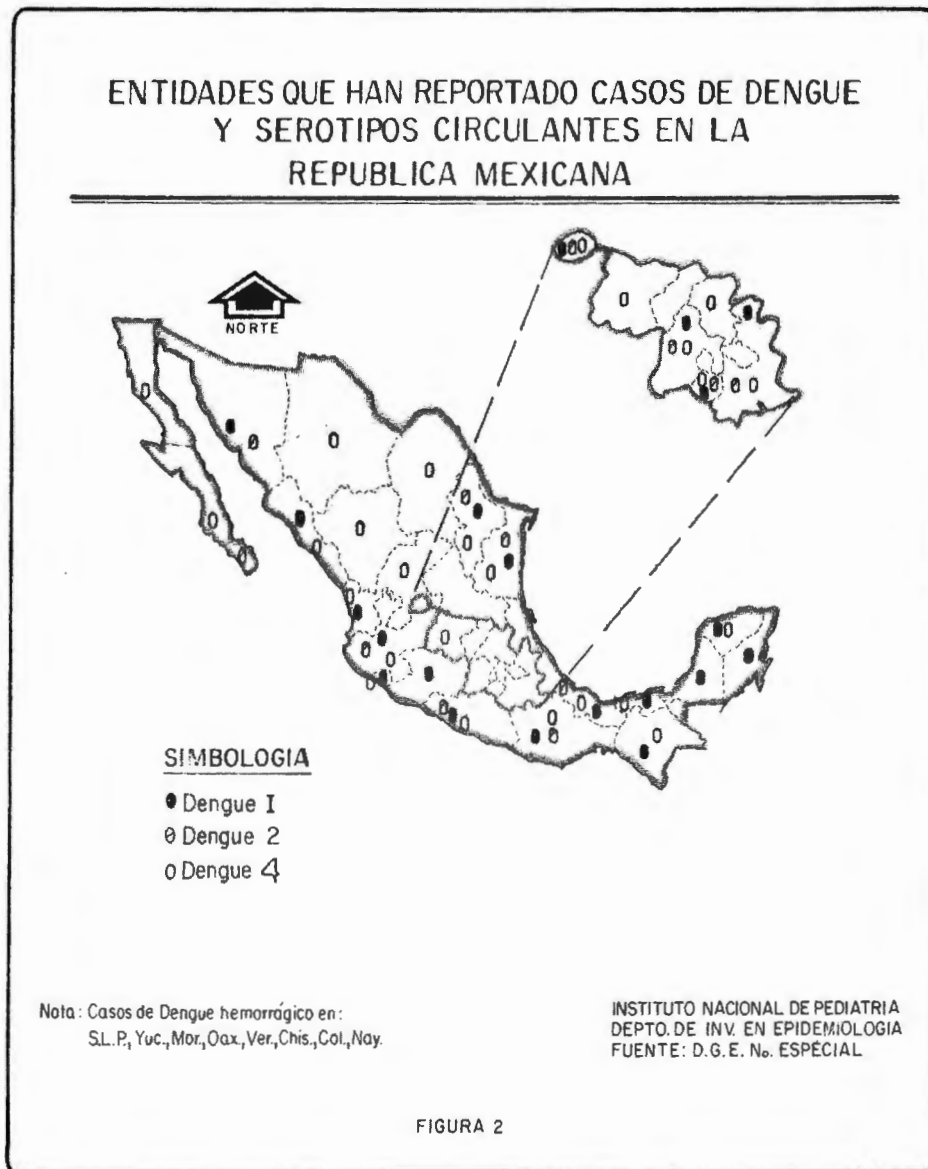 ENTIDADES QUE HAN REPORTADO CASOS DE DENGUE
Y SEROTIPOS CIRCULANTES EN LA
REPUBLICA MEXICANA
NORTE
SIMBOLOGIA
Dengue I
Dengue 2
Dengue 4
Nota: Casos de Dengue hemorrágico en:
S.L.P., Yuc., Mor., Oax., Ver., Chis., Col., Nay.
INSTITUTO NACIONAL DE PEDIATRIA
DEPTO. DE INV. EN EPIDEMIOLOGIA
FUENTE: D.G.E. No. ESPÉCIAL
FIGURA 2